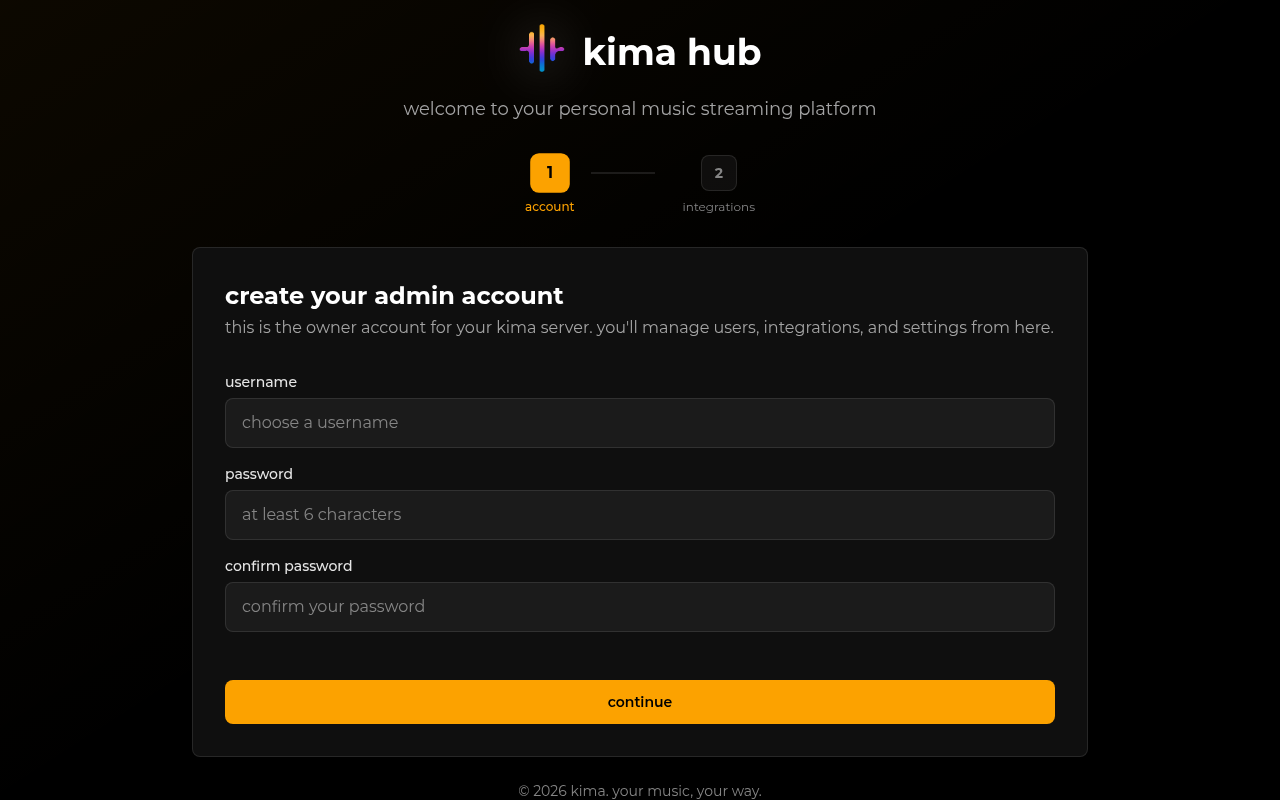 kima hub
welcome to your personal music streaming platform
1
account
2
integrations
create your admin account
this is the owner account for your kima server. you'll manage users, integrations, and settings from here.
username
choose a username
password
at least 6 characters
confirm password
confirm your password
continue
© 2026 kima. your music, your way.